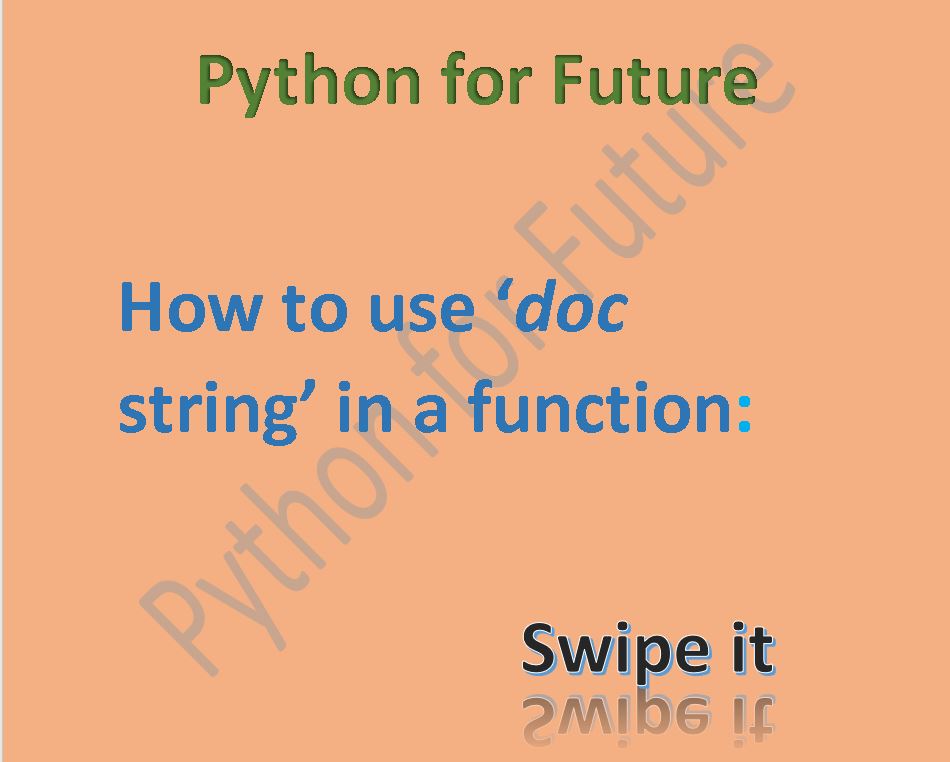 Python for Future
How to use ‘doc
string’ in a function:
Python for Future
Swipe it